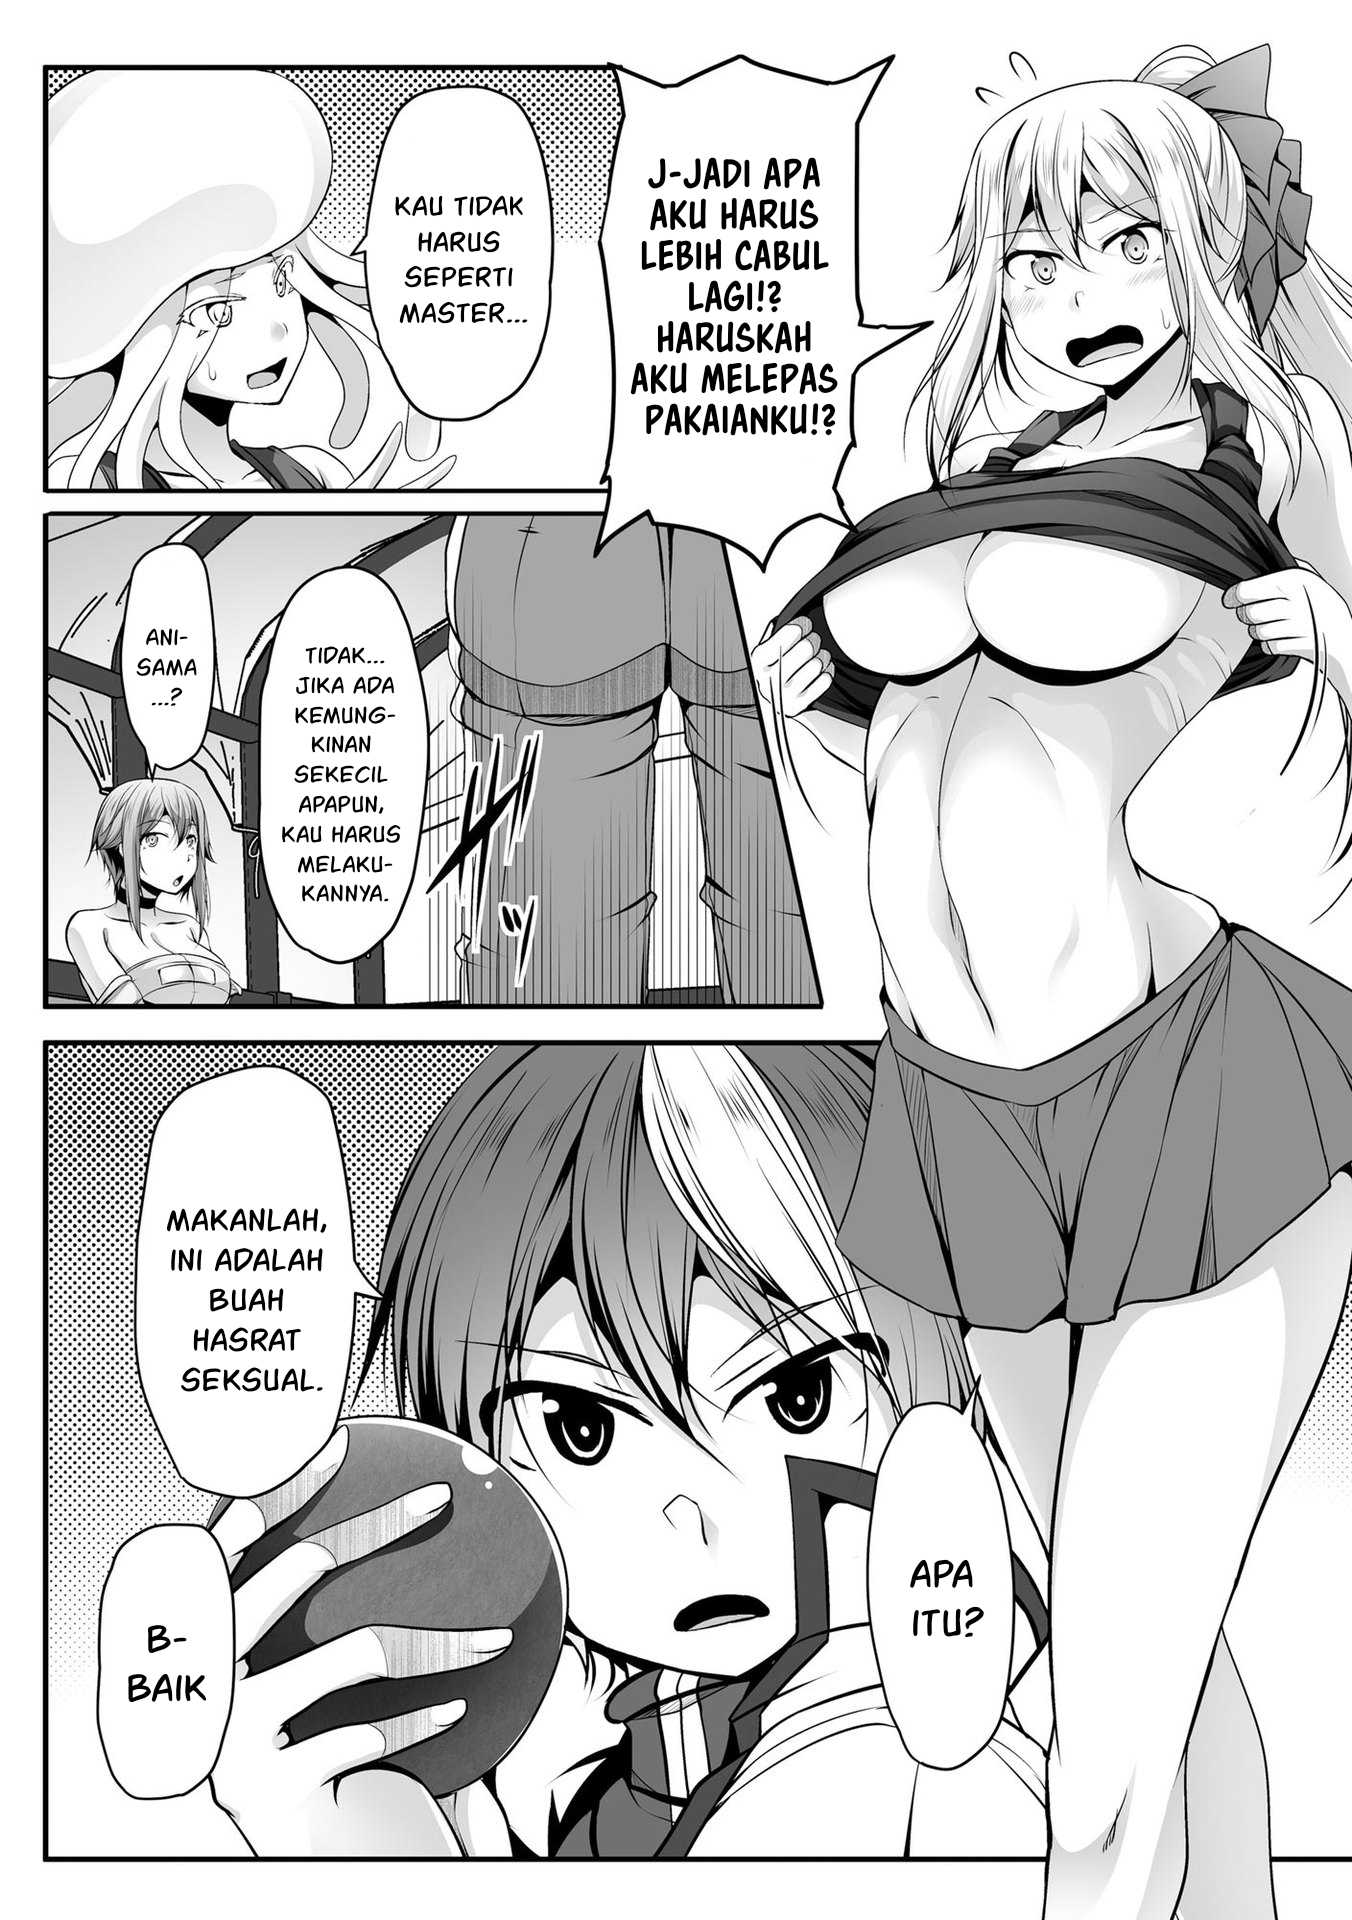 J-JADI APA
AKU HARUS
LEBIH CABUL
LAGI!?
HARUSKAH
AKU MELEPAS
PAKAIANKU!?
KAU TIDAK
HARUS
SEPERTI
MASTER...
ANI-
SAMA
...?
TIDAK...
JIKA ADA
KEMUNG-
KINAN
SEKECIL
APAPUN,
KAU HARUS
MELAKU-
KANNYA.
MAKANLAH,
INI ADALAH
BUAH
HASRAT
SEKSUAL.
APA
ITU?
B-
BAIK